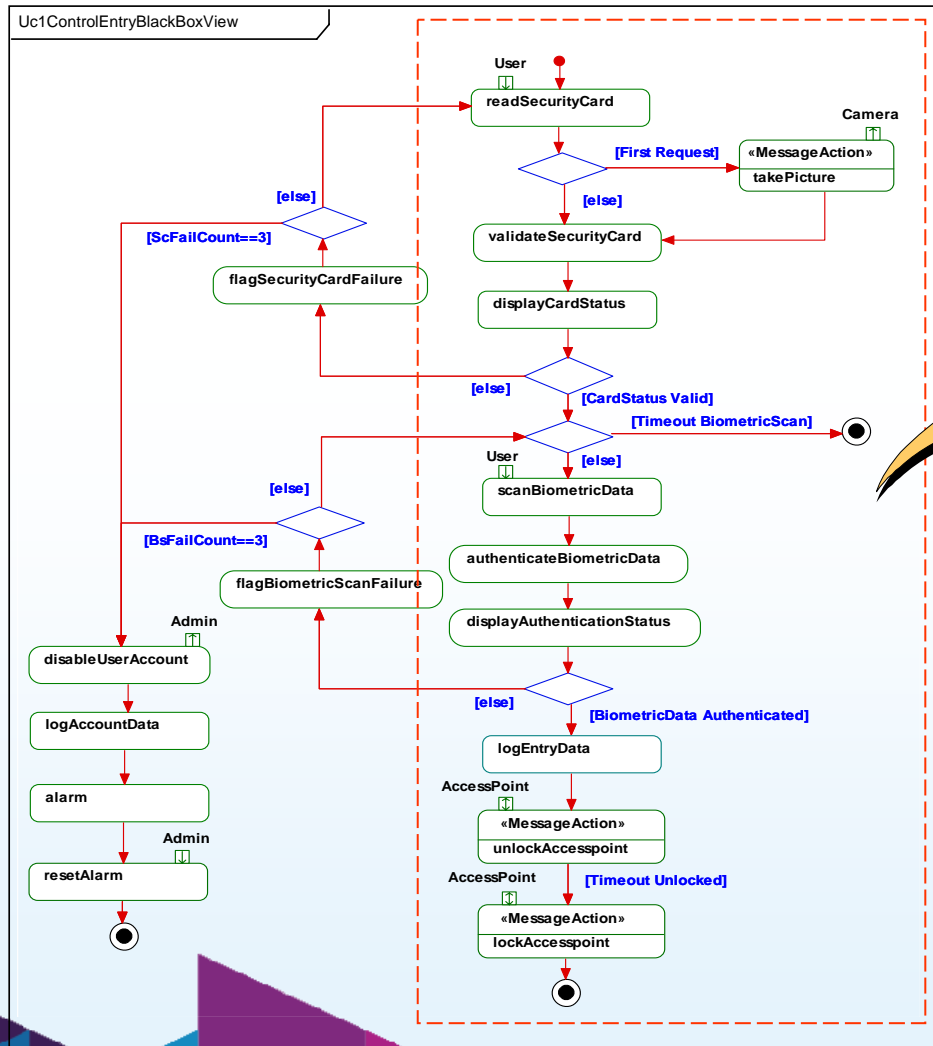 Uc1ControlEntryBlackBoxView
User
readSecurityCard
Camera
[First Request]
«MessageAction»
takePicture
[else]
[else]
[ScFailCount==3]
validateSecurityCard
flagSecurityCardFailure
displayCardStatus
[else]
[CardStatus Valid]
[Timeout BiometricScan]
User
[else]
[else]
scanBiometricData
[BsFailCount==3]
authenticateBiometricData
flagBiometricScanFailure
displayAuthenticationStatus
Admin
disableUserAccount
[else]
[BiometricData Authenticated]
logAccountData
logEntryData
AccessPoint
alarm
«MessageAction»
unlockAccesspoint
Admin
resetAlarm
AccessPoint
[Timeout Unlocked]
«MessageAction»
lockAccesspoint